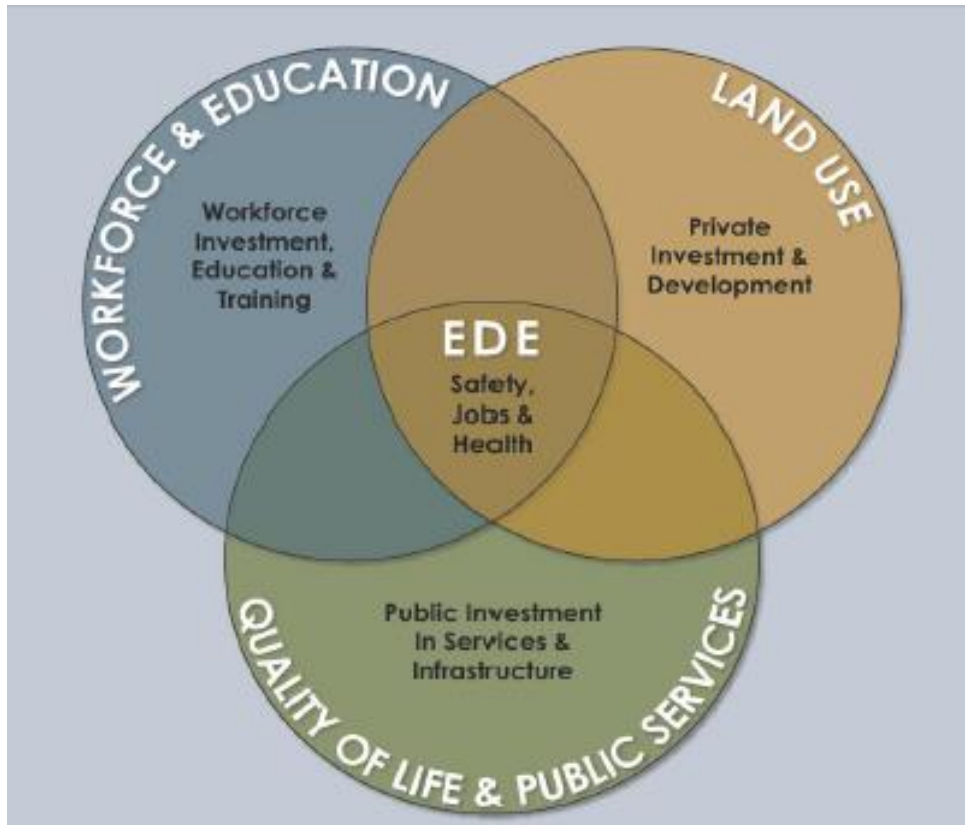 WORKFORCE & EDUCATION
Workforce
Investment,
Education &
Training
LAND USE
Private
Investment &
Development
EDE
Safety,
Jobs &
Health
Public Investment
In Services &
Infrastructure
QUALITY OF LIFE & PUBLIC SERVICES